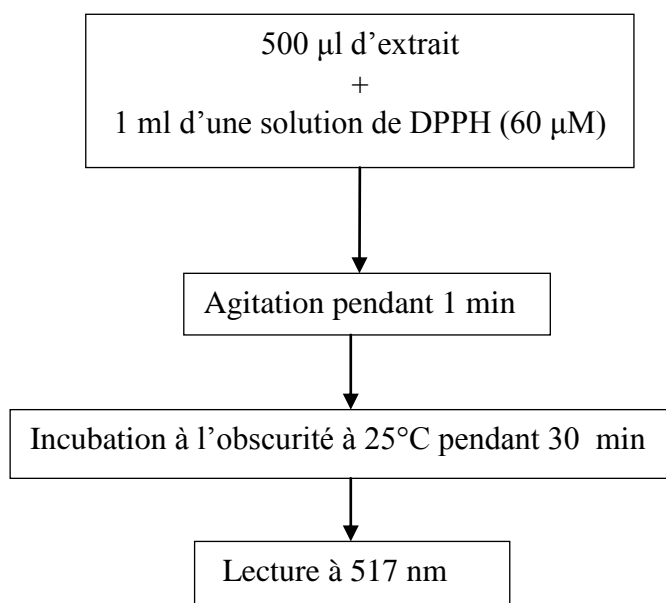 500 μl d’extrait
+
1 ml d’une solution de DPPH (60 μM)
Agitation pendant 1 min
Incubation à l’obscurité à 25°C pendant 30 min
Lecture à 517 nm